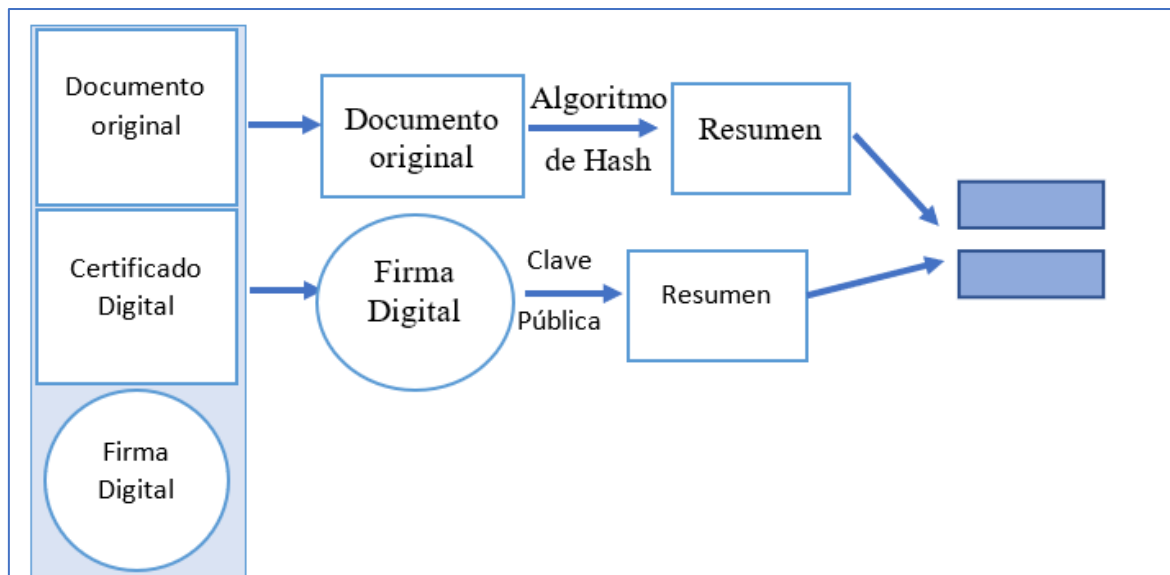 Documento
original
Certificado
Digital
Firma
Digital
Documento
original
Algoritmo
de Hash
Resumen
Firma
Digital
Clave
Pública
Resumen